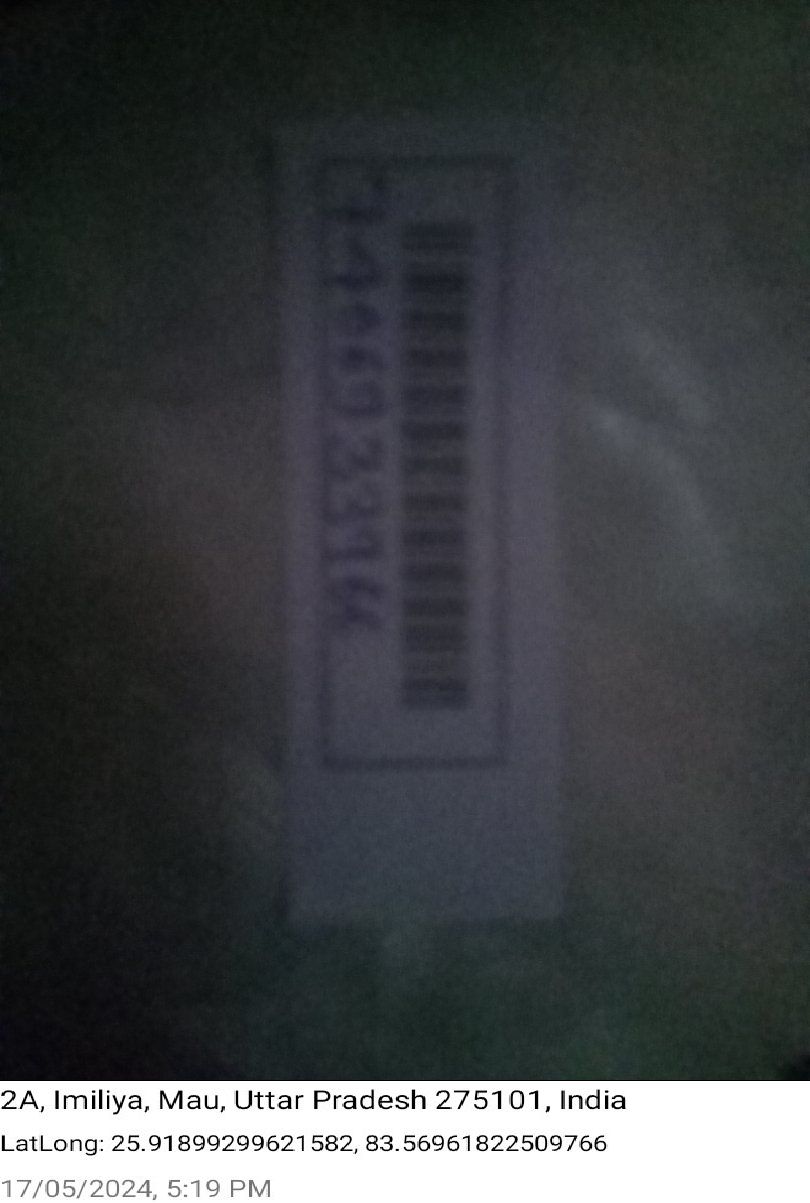 2A, Imiliya, Mau, Uttar Pradesh 275101, India
LatLong: 25.91899299621582, 83.56961822509766
17/05/2024, 5:19 PM